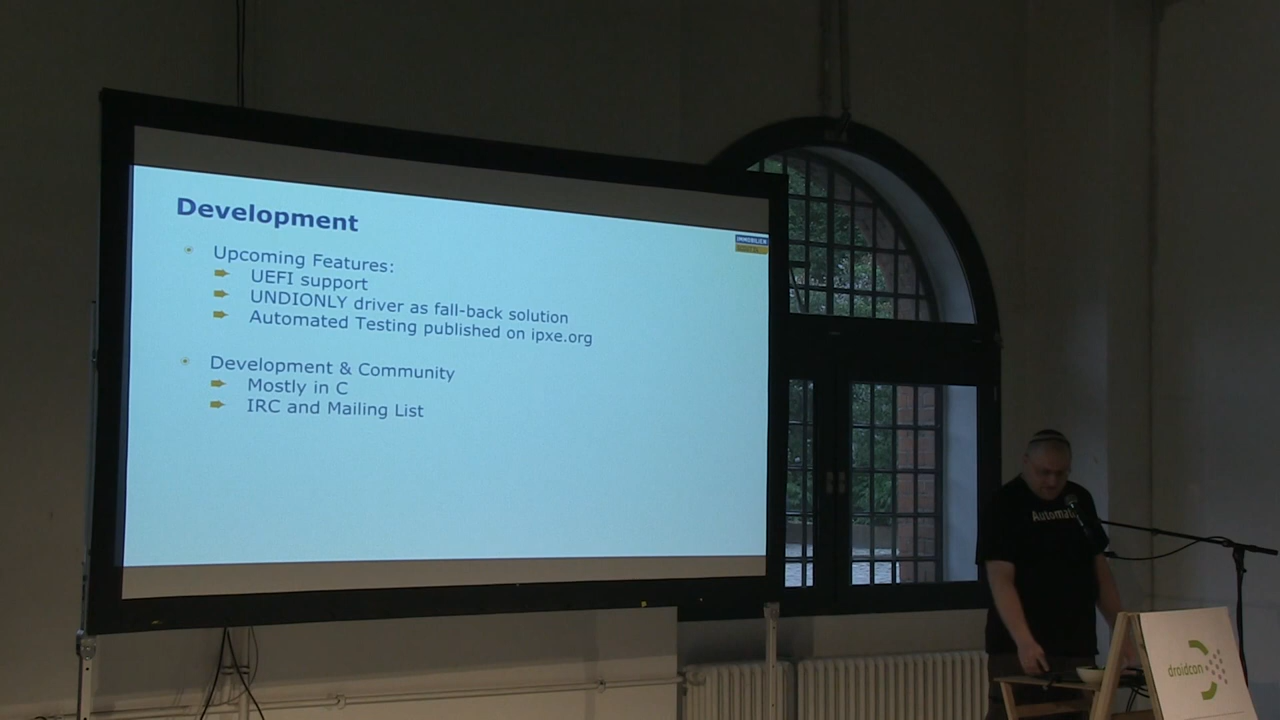 Development
IMMOBILIEN
Upcoming Features:
UEFI support
UNDIONLY driver as fall-back solution
Automated Testing published on ipxe.org
Development & Community
Mostly in C
IRC and Mailing List
droidcon